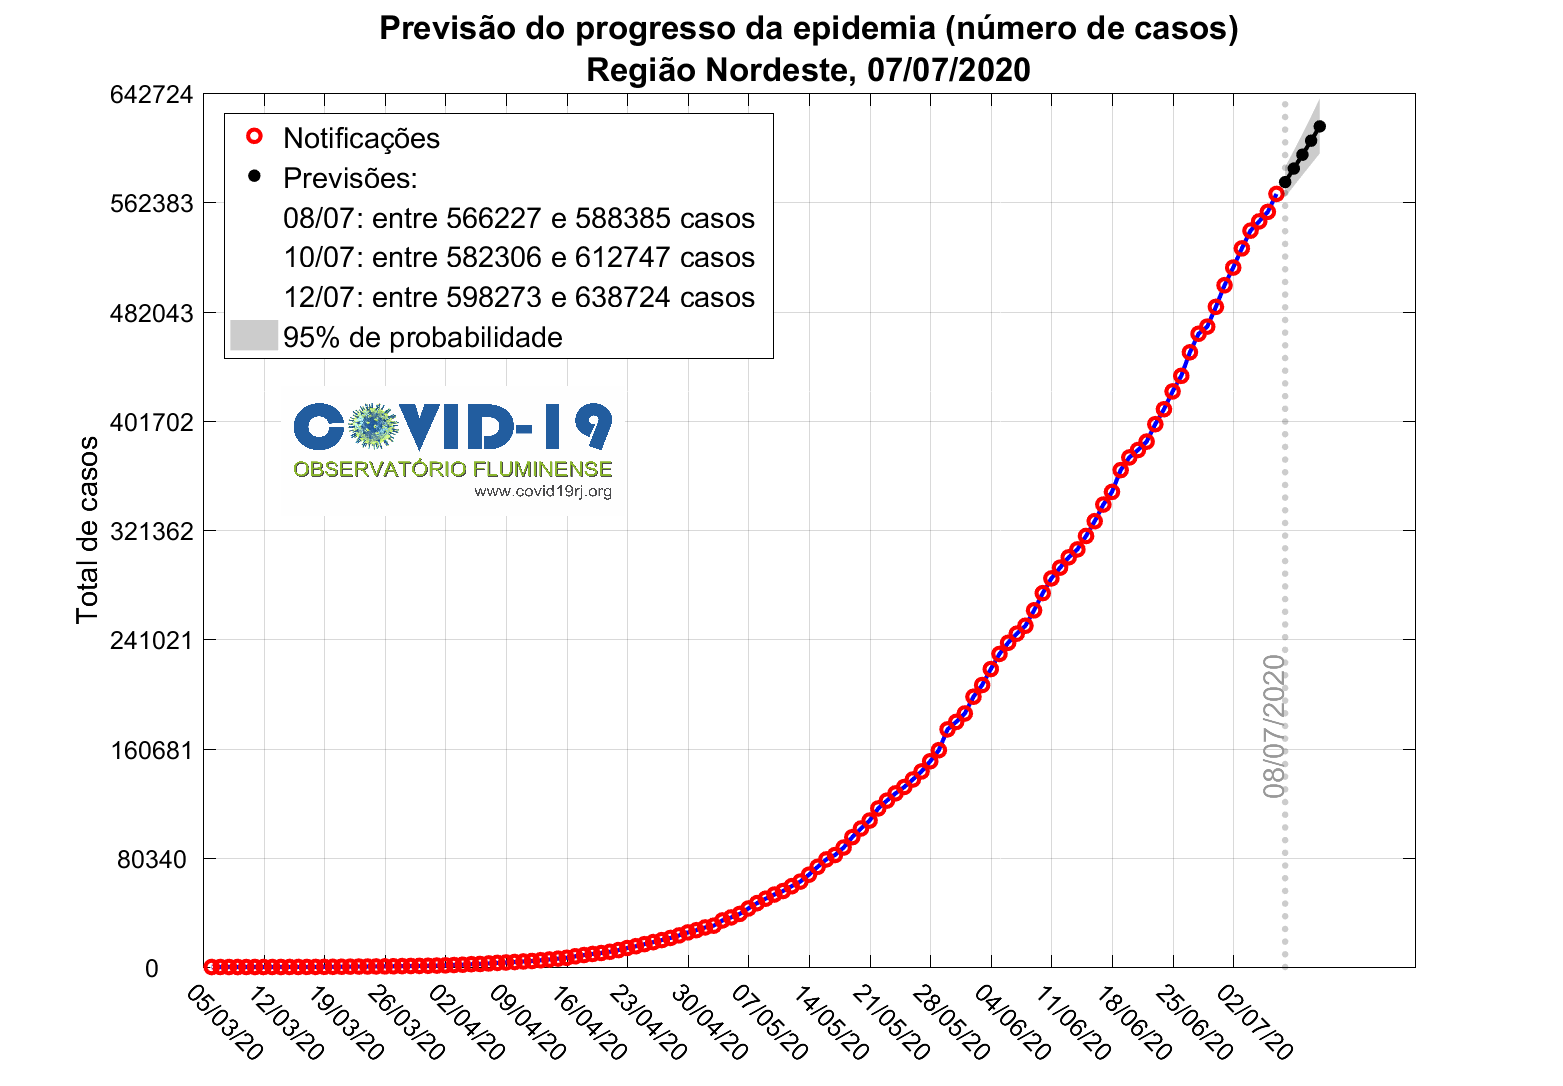 Previsão do progresso da epidemia (número de casos)
Região Nordeste, 07/07/2020
642724
562383
482043
401702
321362
241021
160681
80340
0
Total de casos
Notificações
Previsões:
08/07: entre 566227 e 588385 casos
10/07: entre 582306 e 612747 casos
12/07: entre 598273 e 638724 casos
95% de probabilidade
COVID-19
OBSERVATÓRIO FLUMINENSE
www.covid19rj.org
08/07/2020
05/03/20
12/03/20
19/03/20
26/03/20
02/04/20
09/04/20
16/04/20
23/04/20
30/04/20
07/05/20
14/05/20
21/05/20
28/05/20
04/06/20
11/06/20
18/06/20
25/06/20
02/07/20